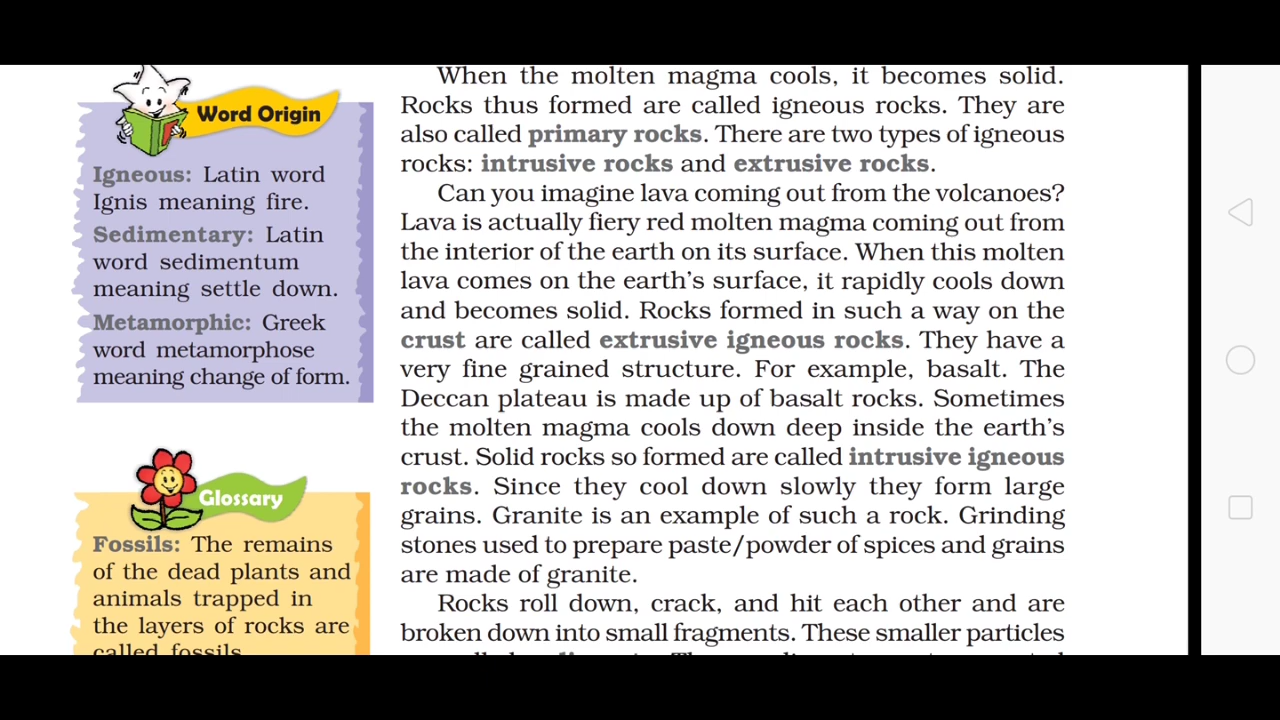 Word Origin
Igneous: Latin word
Ignis meaning fire.
Sedimentary: Latin
word sedimentum
meaning settle down.
Metamorphic: Greek
word metamorphose
meaning change of form.
Glossary
Fossils: The remains
of the dead plants and
animals trapped in
the layers of rocks are
called fossils
When the molten magma cools, it becomes solid.
Rocks thus formed are called igneous rocks. They are
also called primary rocks. There are two types of igneous
rocks: intrusive rocks and extrusive rocks.
Can you imagine lava coming out from the volcanoes?
Lava is actually fiery red molten magma coming out from
the interior of the earth on its surface. When this molten
lava comes on the earth's surface, it rapidly cools down
and becomes solid. Rocks formed in such a way on the
crust are called extrusive igneous rocks. They have a
very fine grained structure. For example, basalt. The
Deccan plateau is made up of basalt rocks. Sometimes
the molten magma cools down deep inside the earth's
crust. Solid rocks so formed are called intrusive igneous
rocks. Since they cool down slowly they form large
grains. Granite is an example of such a rock. Grinding
stones used to prepare paste/powder of spices and grains
are made of granite.
Rocks roll down, crack, and hit each other and are
broken down into small fragments. These smaller particles